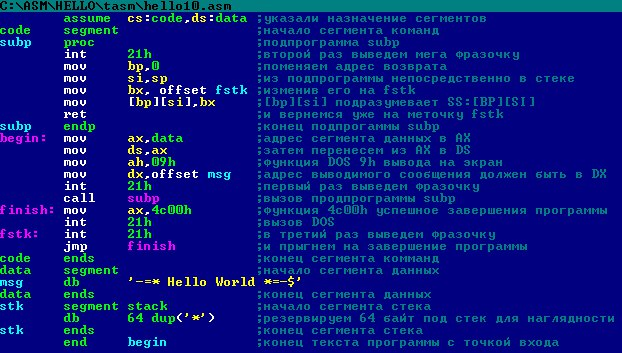 C:\ASM\HELLO\tasm\hello10.asm
assume cs:code,ds:data ;указали назначение сегментов
code segment ;начало сегмента команд
subp proc ;подпрограмма subp
int 21h ;второй раз выведем мега фразочку
mov bp,0 ;поменяем адрес возврата
mov si,sp ;из подпрограммы непосредственно в стеке
mov bx, offset fstk ;изменив его на fstk
mov [bp][si],bx ;[bp][si] подразумевает SS:[BP][SI]
ret ;и вернемся уже на меточку fstk
subp endp ;конец подпрогаммы subp
begin: mov ax,data ;адрес сегмента данных в AX
mov ds,ax ;затем перенесем из AX в DS
mov ah,09h ;функция DOS 9h вывода на экран
mov dx,offset msg ;адрес выводимого сообщения должен быть в DX
int 21h ;первый раз выведем фразочку
call subp ;вызов продпрограммы subp
finish: mov ax,4c00h ;функция 4c00h успешное завершения программы
int 21h ;вызов DOS
fstk: int 21h ;в третий раз выведем фразочку
jmp finish ;и прыгнем на завершение программы
code ends ;конец сегмента комманд
data segment ;начало сегмента данных
msg db '-=* Hello World *=-$'
data ends ;конец сегмента данных
stk segment stack ;начало сегмента стека
db 64 dup('*') ;резервируем 64 байт под стек для наглядности
stk ends ;конец сегмента стека
end begin ;конец текста программы с точкой входа